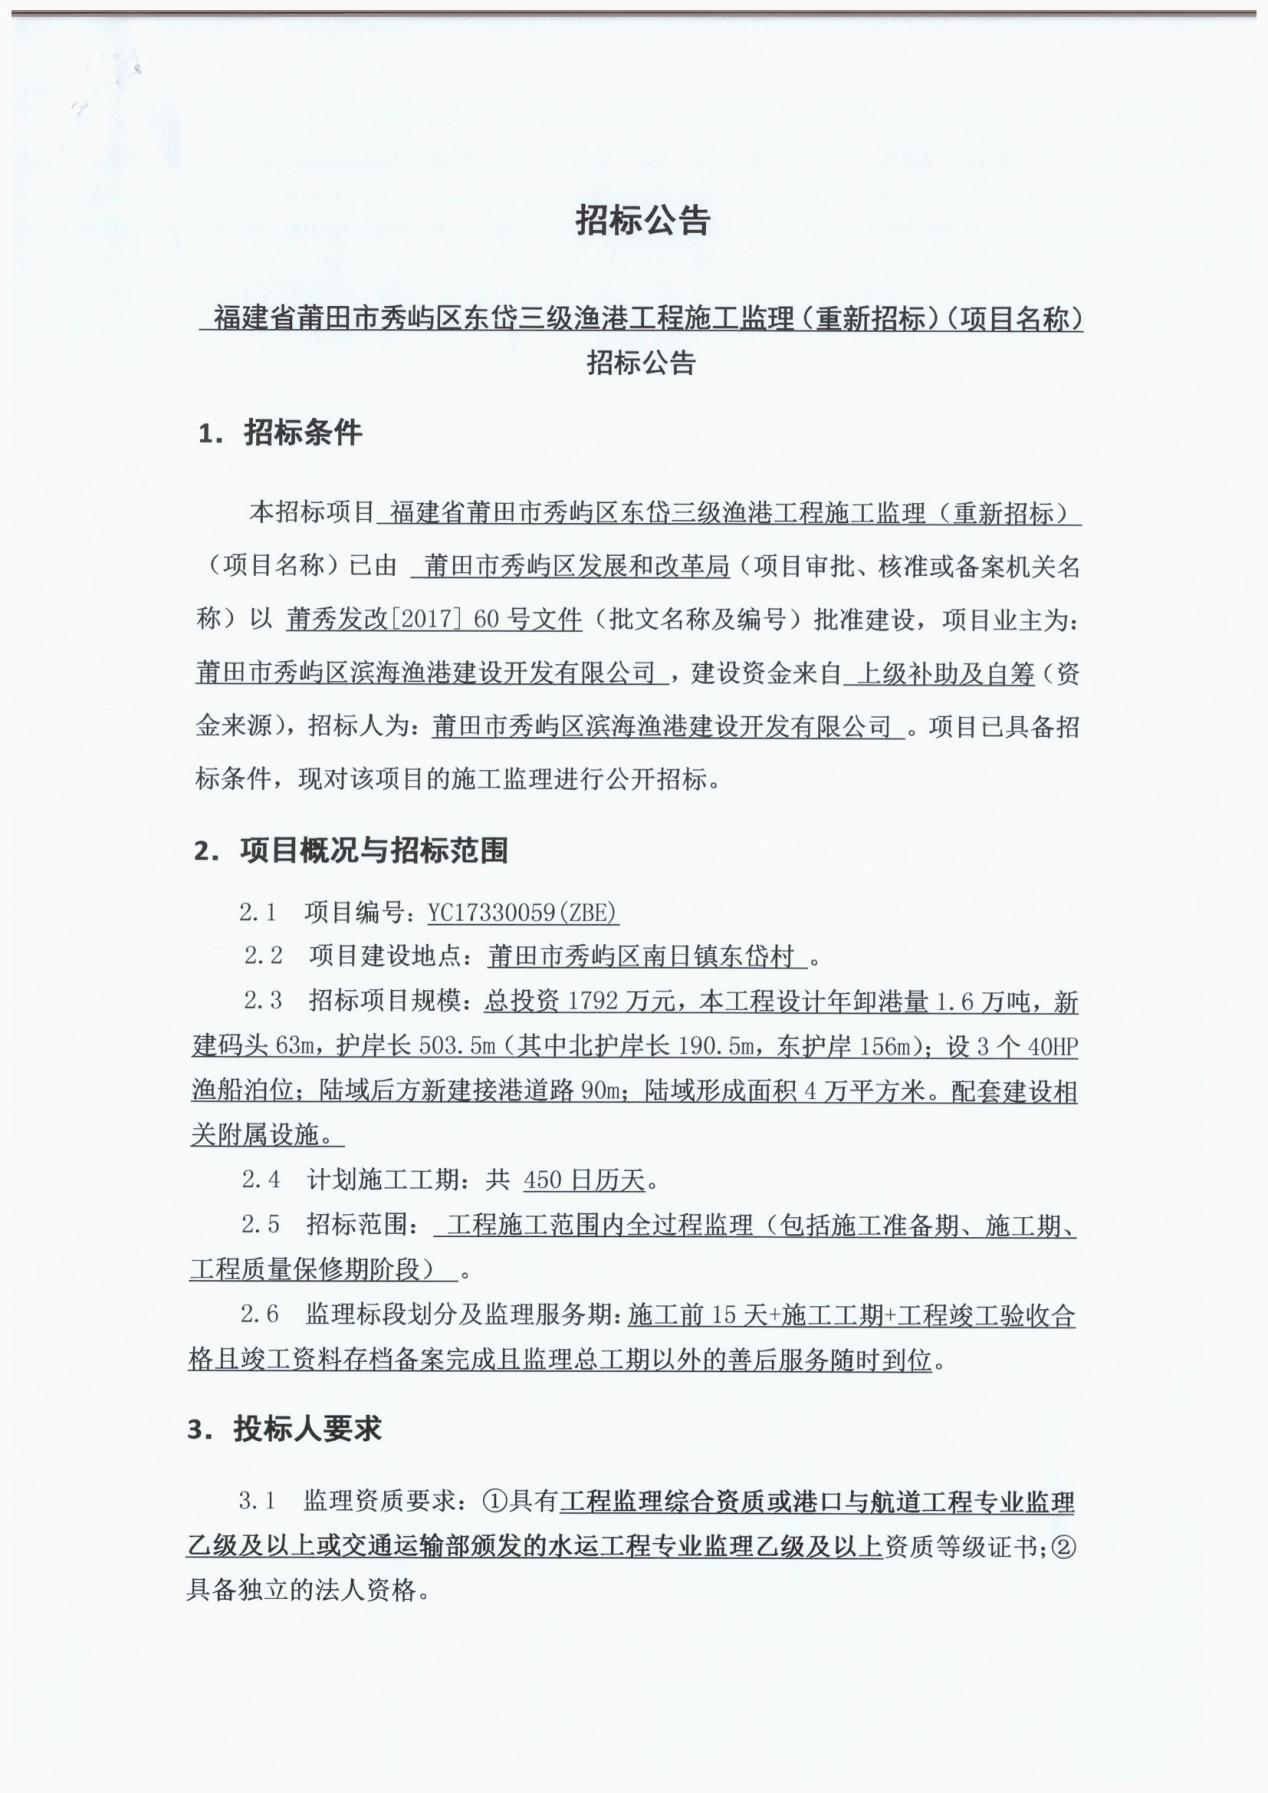 招标公告
福建省莆田市秀屿区东岱三级渔港工程施工监理（重新招标）（项目名称）
招标公告
1. 招标条件
本招标项目 福建省莆田市秀屿区东岱三级渔港工程施工监理（重新招标）
（项目名称）已由 莆田市秀屿区发展和改革局（项目审批、核准或备案机关名
称）以 莆秀发改[2017] 60 号文件（批文名称及编号）批准建设，项目业主为：
莆田市秀屿区滨海渔港建设开发有限公司 ，建设资金来自 上级补助及自筹（资
金来源），招标人为：莆田市秀屿区滨海渔港建设开发有限公司 。项目已具备招
标条件，现对该项目的施工监理进行公开招标。
2. 项目概况与招标范围
2.1 项目编号：YC17330059(ZBE)
2.2 项目建设地点：莆田市秀屿区南日镇东岱村 。
2.3 招标项目规模：总投资 1792 万元，本工程设计年卸港量 1.6 万吨，新
建码头 63m，护岸长 503.5m（其中北护岸长 190.5m，东护岸 156m）；设 3 个 40HP
渔船泊位；陆域后方新建接港道路 90m；陆域形成面积 4 万平方米。配套建设相
关附属设施。
2.4 计划施工工期：共 450 日历天。
2.5 招标范围： 工程施工范围内全过程监理（包括施工准备期、施工期、
工程质量保修期阶段） 。
2.6 监理标段划分及监理服务期：施工前 15 天+施工工期+工程竣工验收合
格且竣工资料存档备案完成且监理总工期以外的善后服务随时到位。
3. 投标人要求
3.1 监理资质要求：①具有工程监理综合资质或港口与航道工程专业监理
乙级及以上或交通运输部颁发的水运工程专业监理乙级及以上资质等级证书;②
具备独立的法人资格。